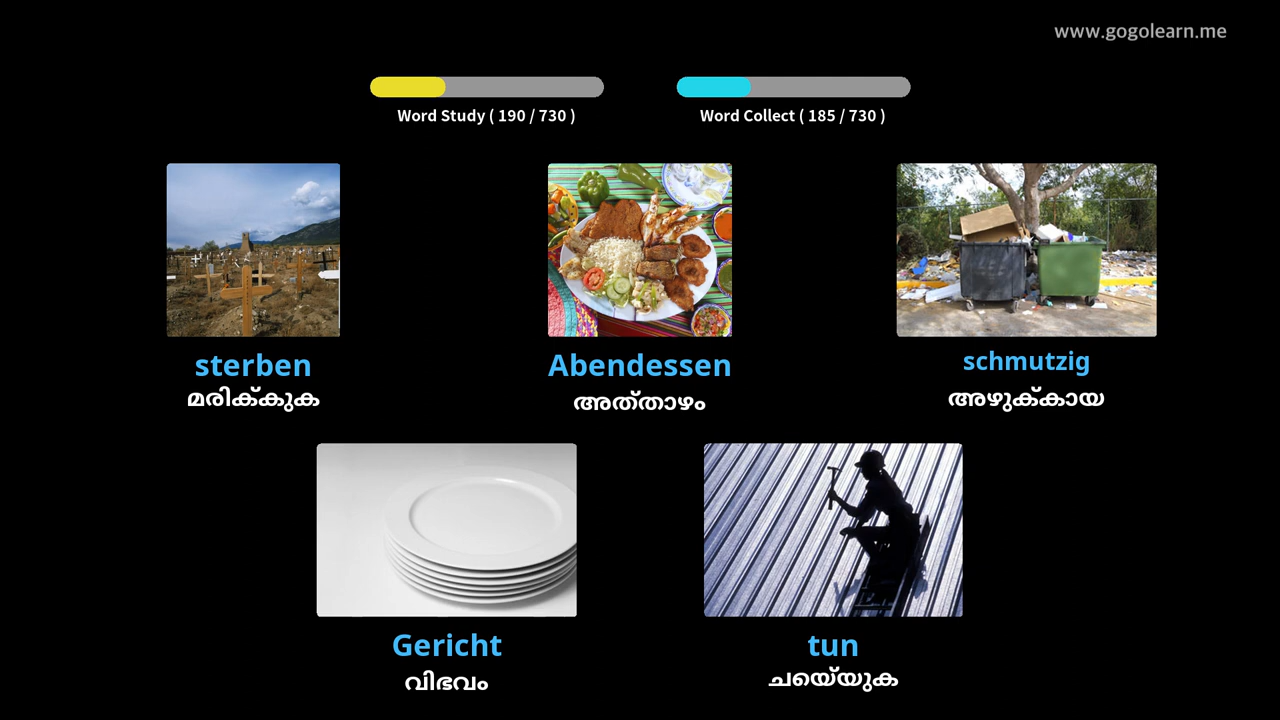 www.gogolearn.me
Word Study ( 190 / 730 )
Word Collect ( 185 / 730 )
sterben
മരിക്കുക
Abendessen
അത്താഴം
schmutzig
അഴുക്കായ
Gericht
വിഭവം
tun
ചയ്യെുക